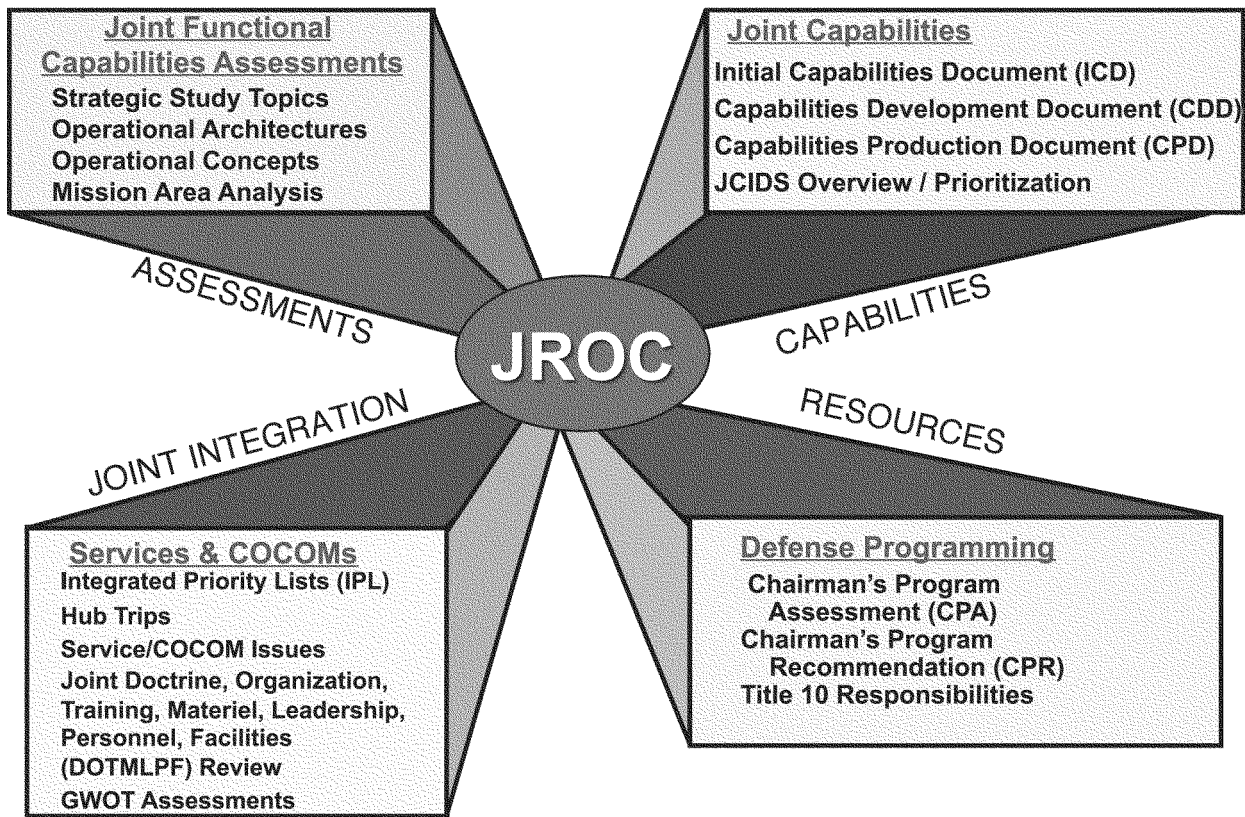 Joint Functional
Capabilities Assessments
Strategic Study Topics
Operational Architectures
Operational Concepts
Mission Area Analysis
Joint Capabilities
Initial Capabilities Document (ICD)
Capabilities Development Document (CDD)
Capabilities Production Document (CPD)
JCIDS Overview / Prioritization
ASSESSMENTS
CAPABILITIES
JROC
JOINT INTEGRATION
RESOURCES
Services & COCOMs
Integrated Priority Lists (IPL)
Hub Trips
Service/COCOM Issues
Joint Doctrine, Organization,
Training, Materiel, Leadership,
Personnel, Facilities
(DOTMLPF) Review
GWOT Assessments
Defense Programming
Chairman’s Program
Assessment (CPA)
Chairman’s Program
Recommendation (CPR)
Title 10 Responsibilities